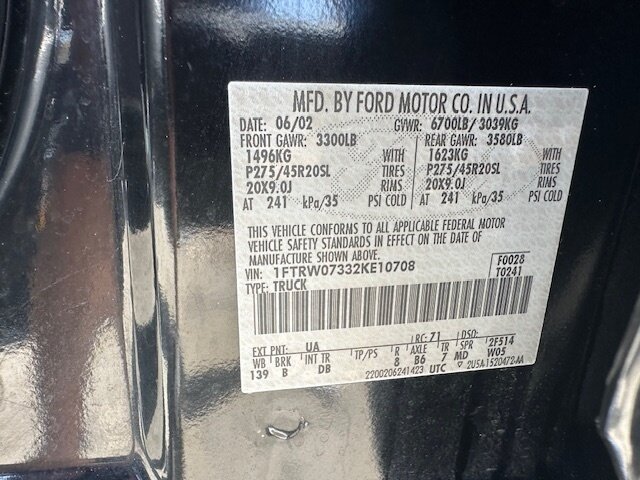 MFD. BY FORD MOTOR CO. IN U.S.A.
DATE: 06/02 GVWR: 6700LB/ 3039KG
FRONT GAWR: 3300LB REAR GAWR: 3580LB
1496KG WITH 1623KG WITH
P275/45R20SL TIRES P275/45R20SL TIRES
20X9.0J RIMS 20X9.0J RIMS
AT 241 kPa/35 PSI COLD AT 241 kPa/35 PSI COLD
THIS VEHICLE CONFORMS TO ALL APPLICABLE FEDERAL MOTOR
VEHICLE SAFETY STANDARDS IN EFFECT ON THE DATE OF
MANUFACTURE SHOWN ABOVE.
VIN: 1FTRW07332KE10708 F0028
TYPE: TRUCK T0241
EXT PNT: UA RC: 71 DSO:
WB BRK INT TR TP/PS R AXLE TR SPR 2F514
139 B DB 8 B6 7 MD W05
2200206241423 UTC 2U5A-1520472-AA